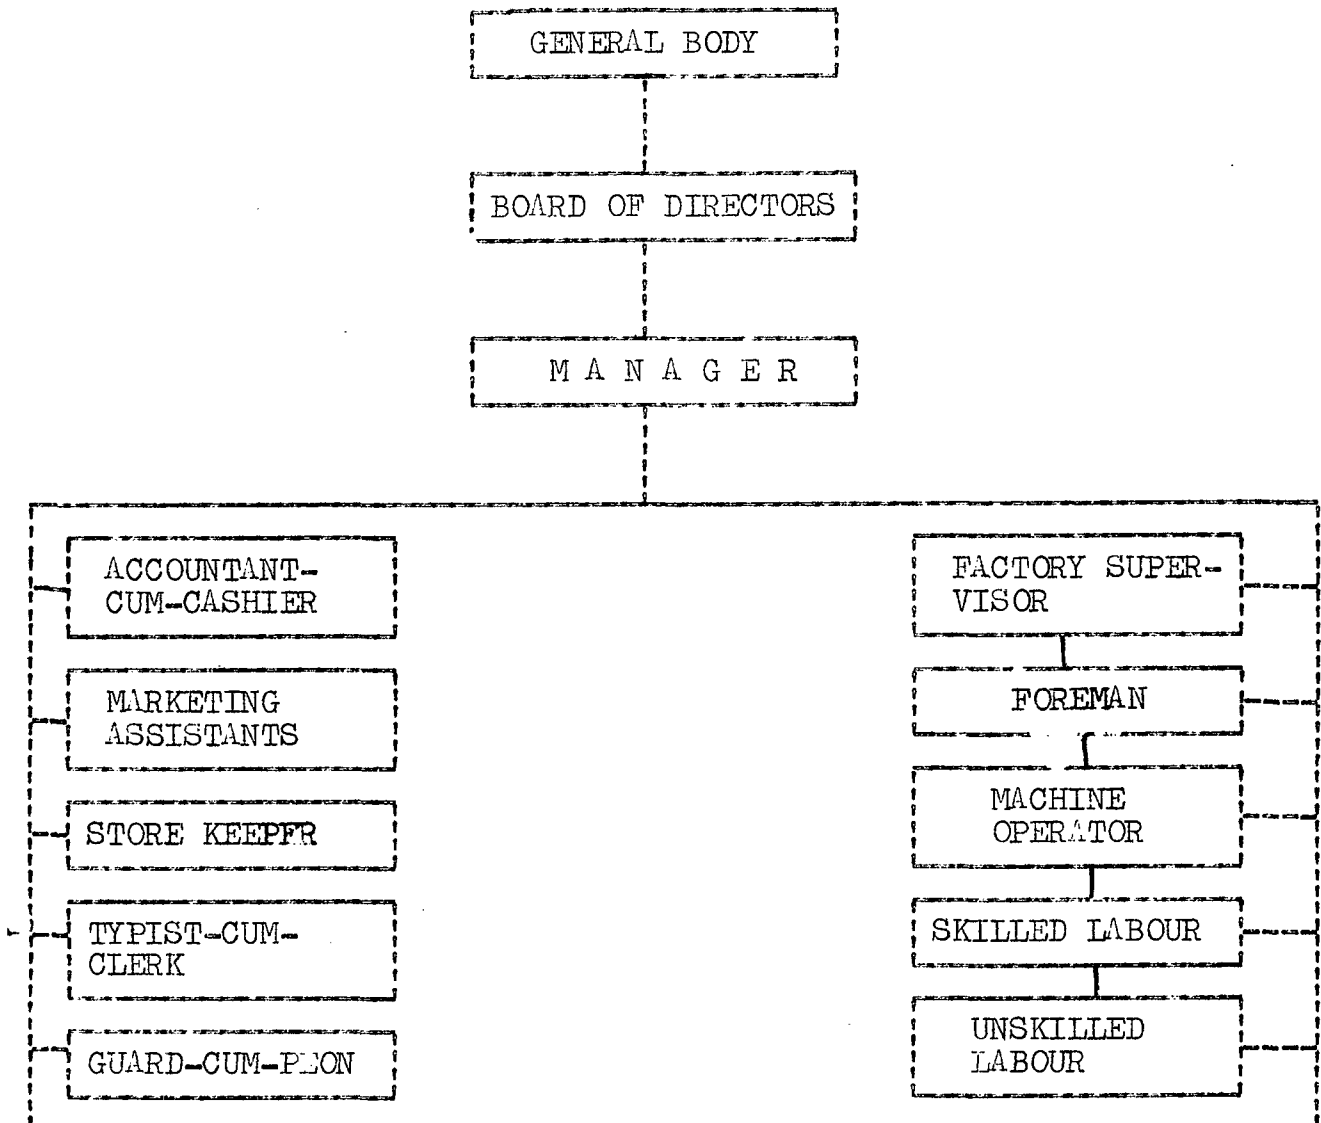 GENERAL BODY
BOARD OF DIRECTORS
M A N A G E R
ACCOUNTANT-
CUM-CASHIER
MARKETING
ASSISTANTS
STORE KEEPER
TYPIST-CUM-
CLERK
GUARD-CUM-PEON
FACTORY SUPER-
VISOR
FOREMAN
MACHINE
OPERATOR
SKILLED LABOUR
UNSKILLED
LABOUR